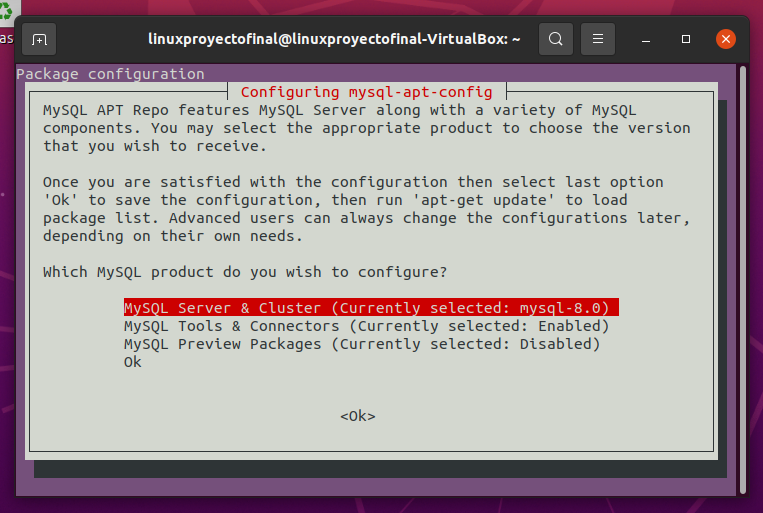 linuxproyectofinal@linuxproyectofinal-VirtualBox: ~
as
Package configuration
Configuring mysql-apt-config
MySQL APT Repo features MySQL Server along with a variety of MySQL
components. You may select the appropriate product to choose the version
that you wish to receive.
Once you are satisfied with the configuration then select last option
'Ok' to save the configuration, then run 'apt-get update' to load
package list. Advanced users can always change the configurations later,
depending on their own needs.
Which MySQL product do you wish to configure?
MySQL Server & Cluster (Currently selected: mysql-8.0)
MySQL Tools & Connectors (Currently selected: Enabled)
MySQL Preview Packages (Currently selected: Disabled)
Ok
<Ok>